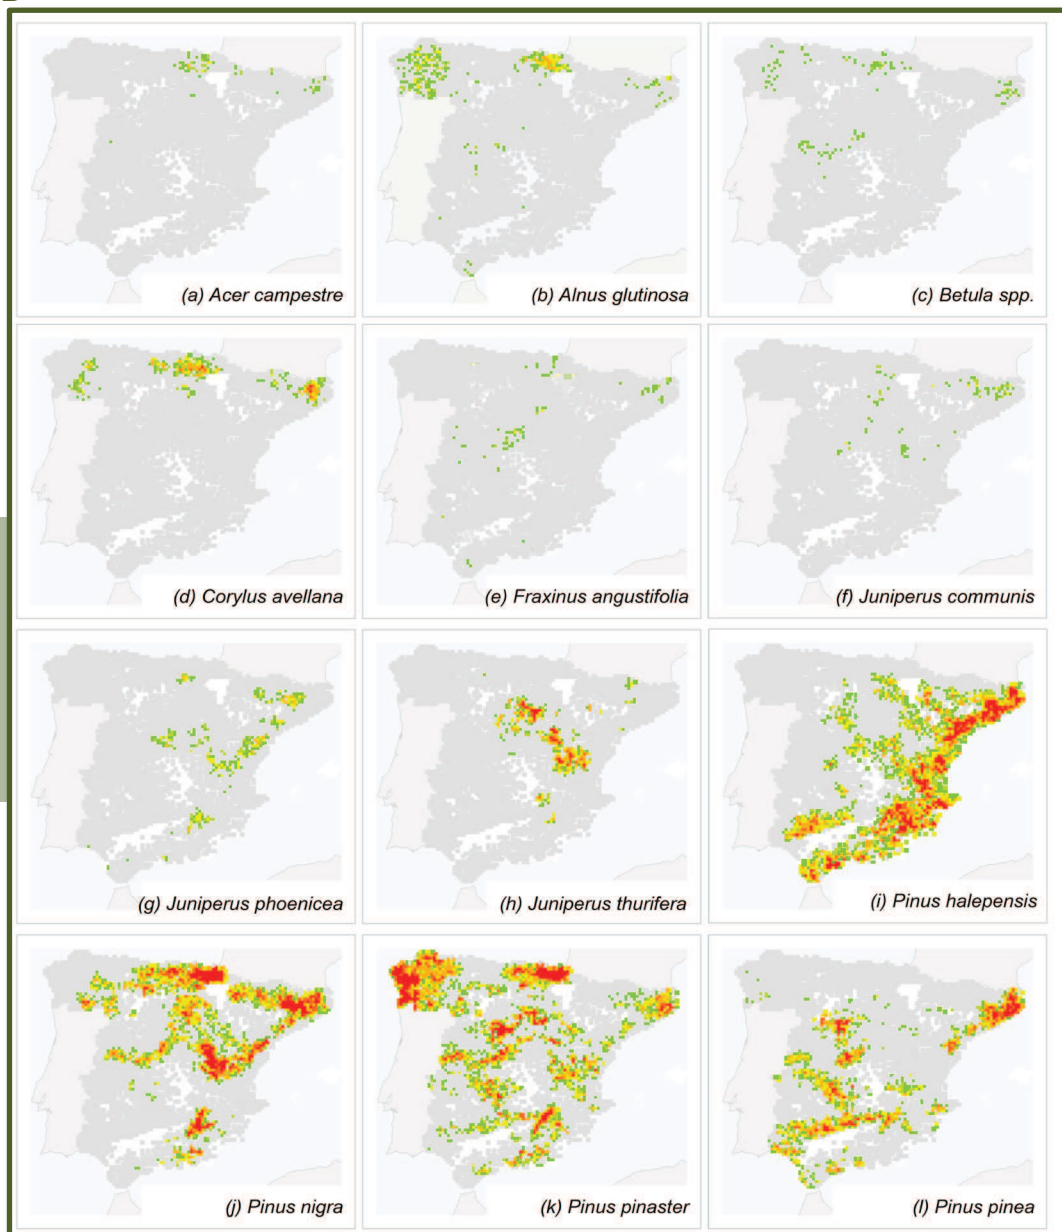 (a) Acer campestre
(b) Alnus glutinosa
(c) Betula spp.
(d) Corylus avellana
(e) Fraxinus angustifolia
(f) Juniperus communis
(g) Juniperus phoenicea
(h) Juniperus thurifera
(i) Pinus halepensis
(j) Pinus nigra
(k) Pinus pinaster
(l) Pinus pinea